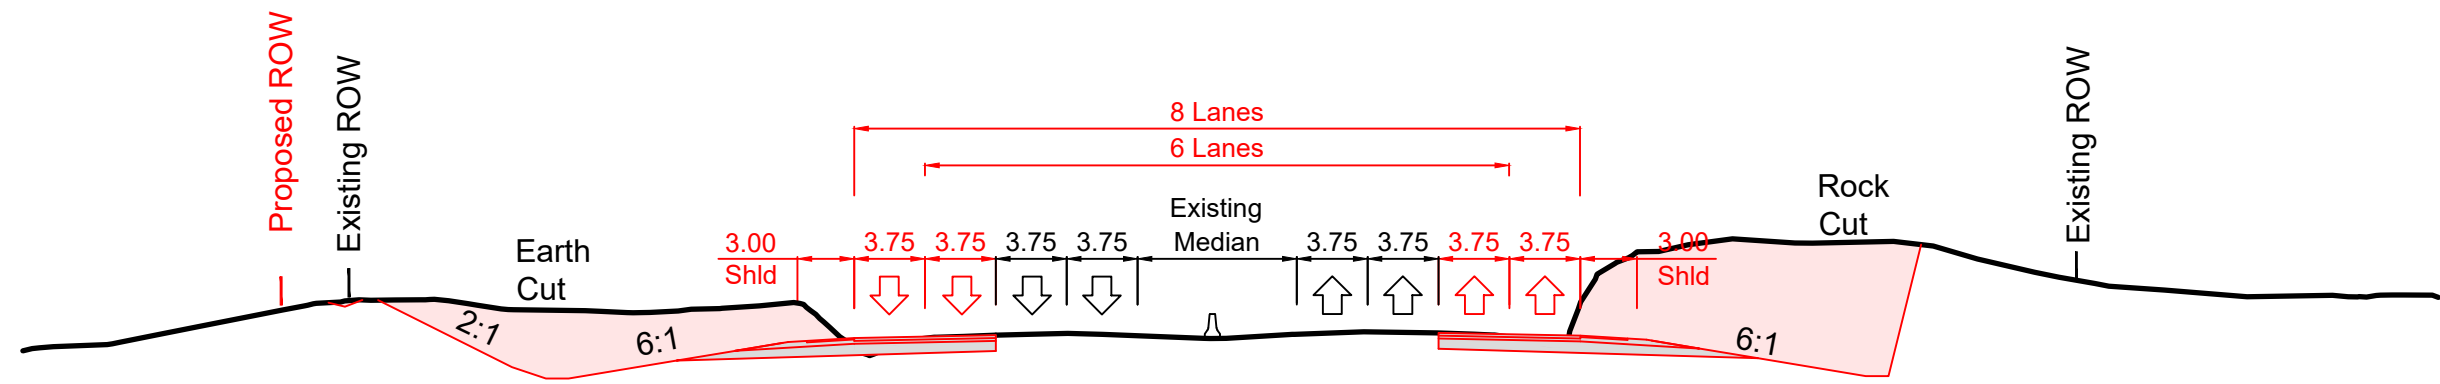 Proposed ROW
Existing ROW
8 Lanes
6 Lanes
Existing
Median
Rock
Cut
Existing ROW
Earth
Cut
3.00
Shld
3.75
3.75
3.75
3.75
3.75
3.75
3.75
3.75
3.00
Shld
2:1
6:1
6:1